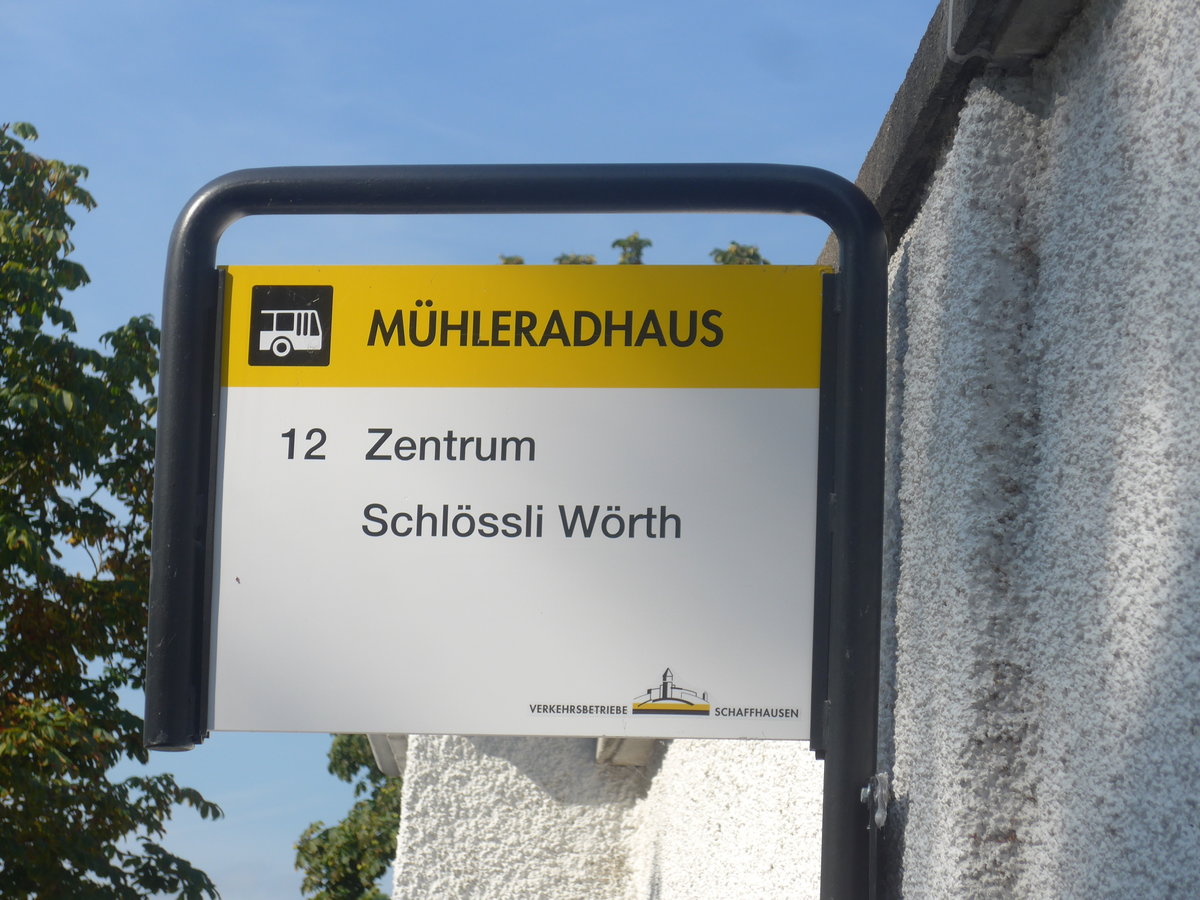 MÜHLERADHAUS
12 Zentrum
Schlössli Wörth
VERKEHRSBETRIEBE SCHAFFHAUSEN